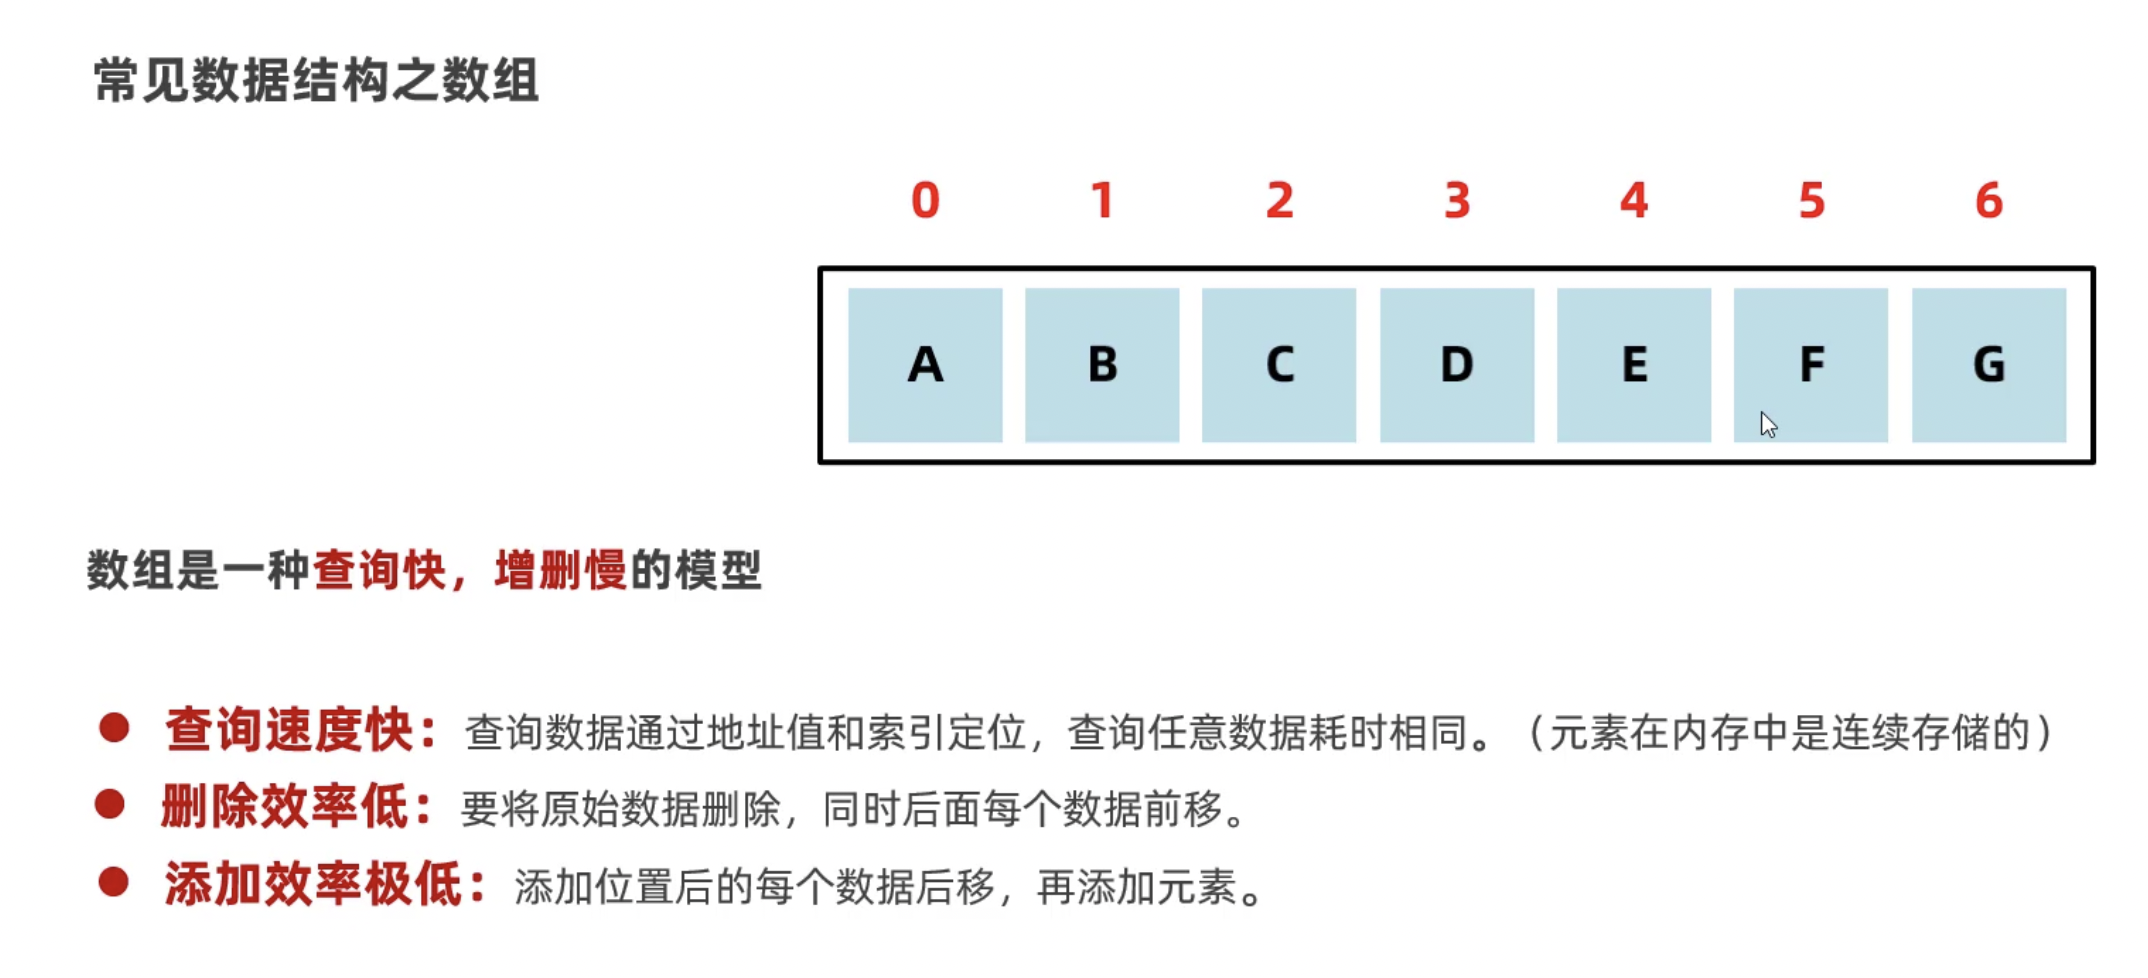 常见数据结构之数组
0 1 2 3 4 5 6
A B C D E F G
数组是一种查询快，增删慢的模型
● 查询速度快：查询数据通过地址值和索引定位，查询任意数据耗时相同。（元素在内存中是连续存储的）
● 删除效率低：要将原始数据删除，同时后面每个数据前移。
● 添加效率极低：添加位置后的每个数据后移，再添加元素。